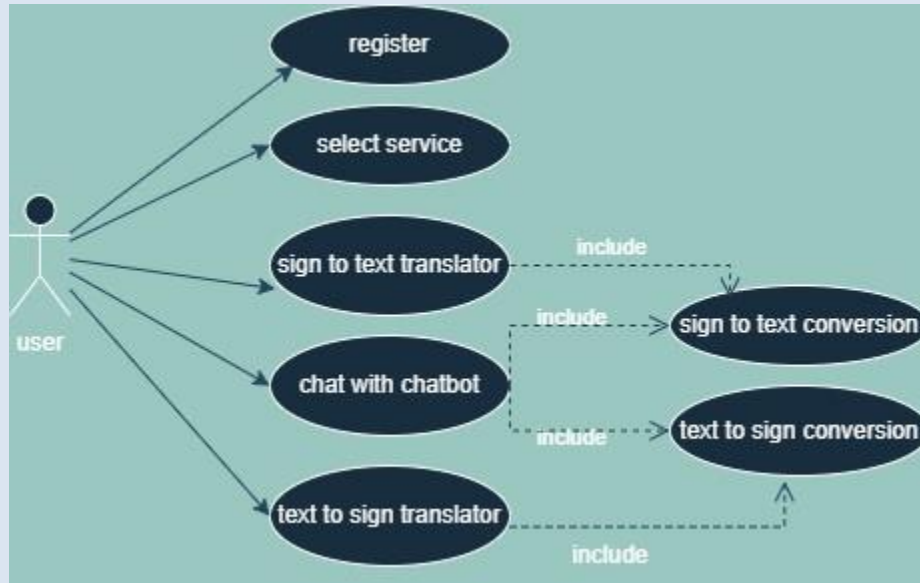 register
select service
sign to text translator
include
include
sign to text conversion
user
chat with chatbot
include
text to sign conversion
text to sign translator
include